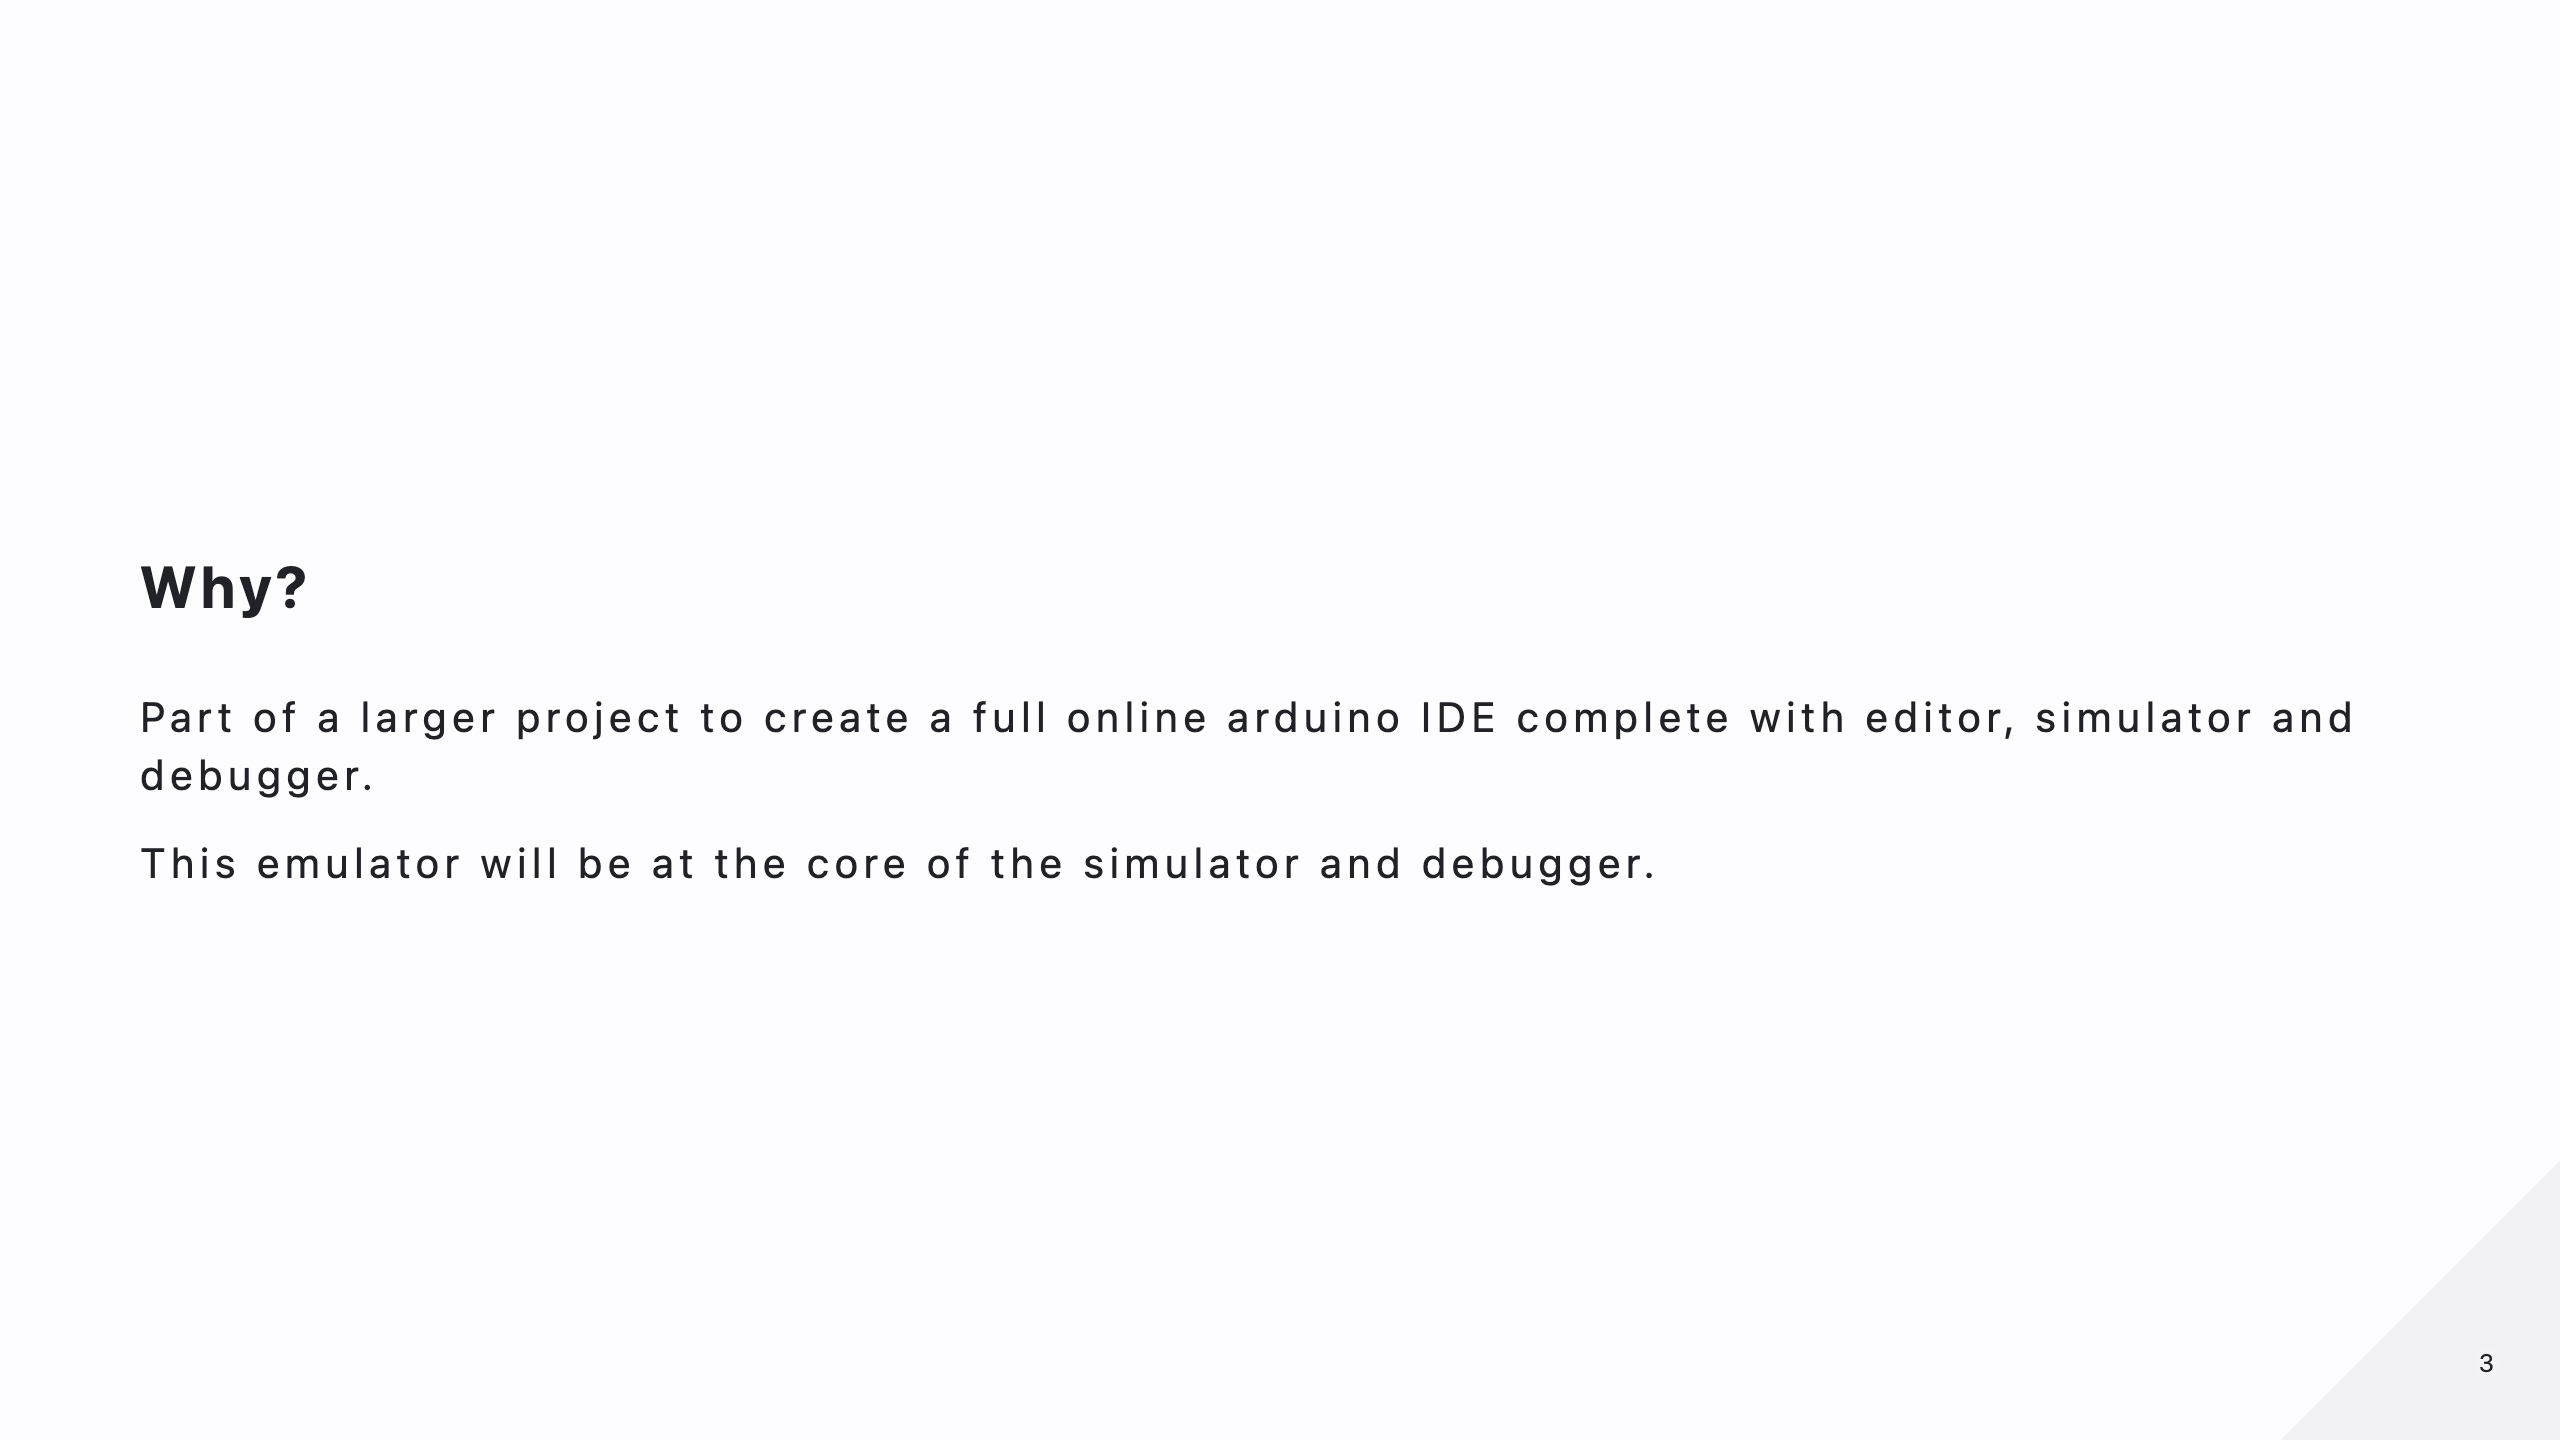 Why?
Part of a larger project to create a full online arduino IDE complete with editor, simulator and
debugger.
This emulator will be at the core of the simulator and debugger.
3